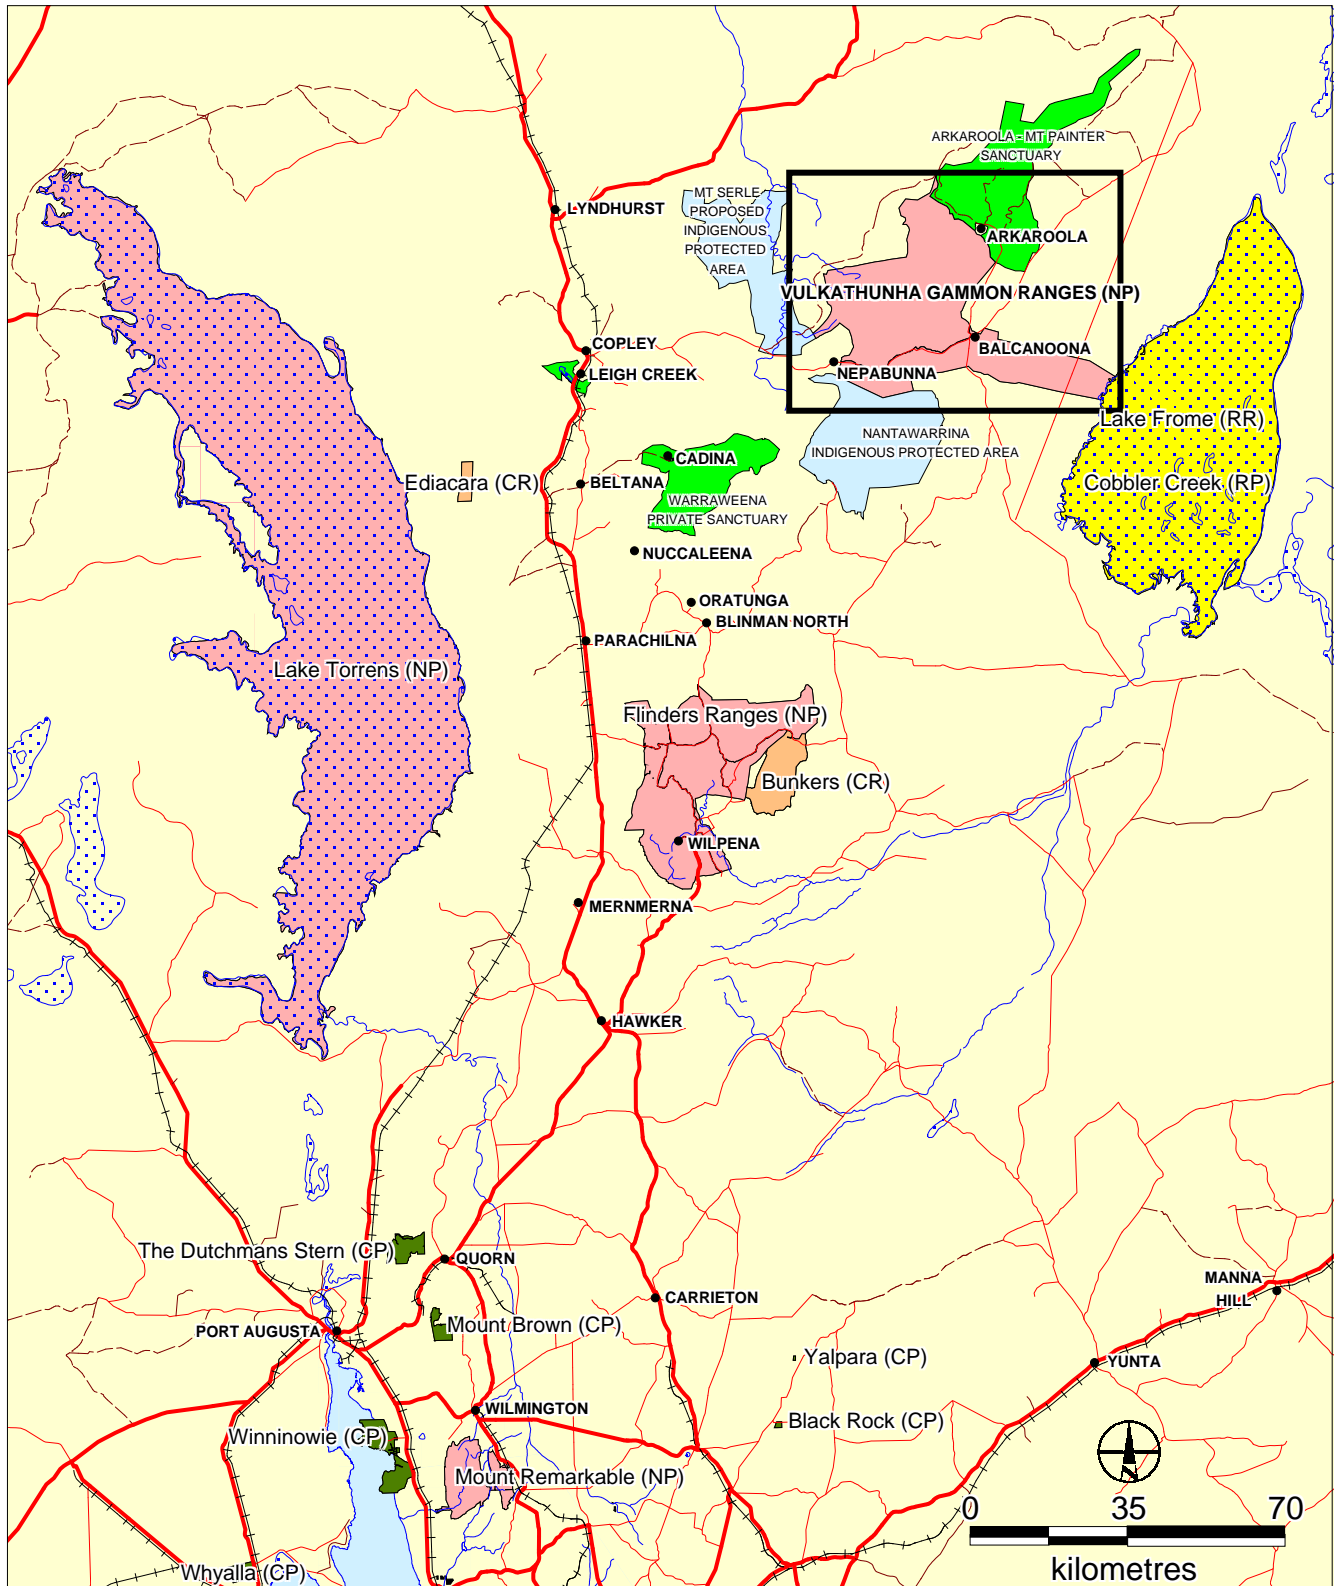 ARKAROOLA - MT PAINTER
SANCTUARY
MT SERLE
PROPOSED
INDIGENOUS
PROTECTED
AREA
LYNDHURST
ARKAROOLA
VULKATHUNHA GAMMON RANGES (NP)
COPLEY
BALCANOONA
LEIGH CREEK
NEPABUNNA
Lake Frome (RR)
NANTAWARRINA
INDIGENOUS PROTECTED AREA
CADINA
Ediacara (CR)
BELTANA
Cobbler Creek (RP)
WARRAWEENA
PRIVATE SANCTUARY
NUCCALEENA
ORATUNGA
BLINMAN NORTH
PARACHILNA
Lake Torrens (NP)
Flinders Ranges (NP)
Bunkers (CR)
WILPENA
MERNMERNA
HAWKER
The Dutchmans Stern (CP)
QUORN
MANNA
HILL
CARRIETON
PORT AUGUSTA
Mount Brown (CP)
Yalpara (CP)
YUNTA
WILMINGTON
Black Rock (CP)
Winninowie (CP)
Mount Remarkable (NP)
N
0 35 70
kilometres
Whyalla (CP)